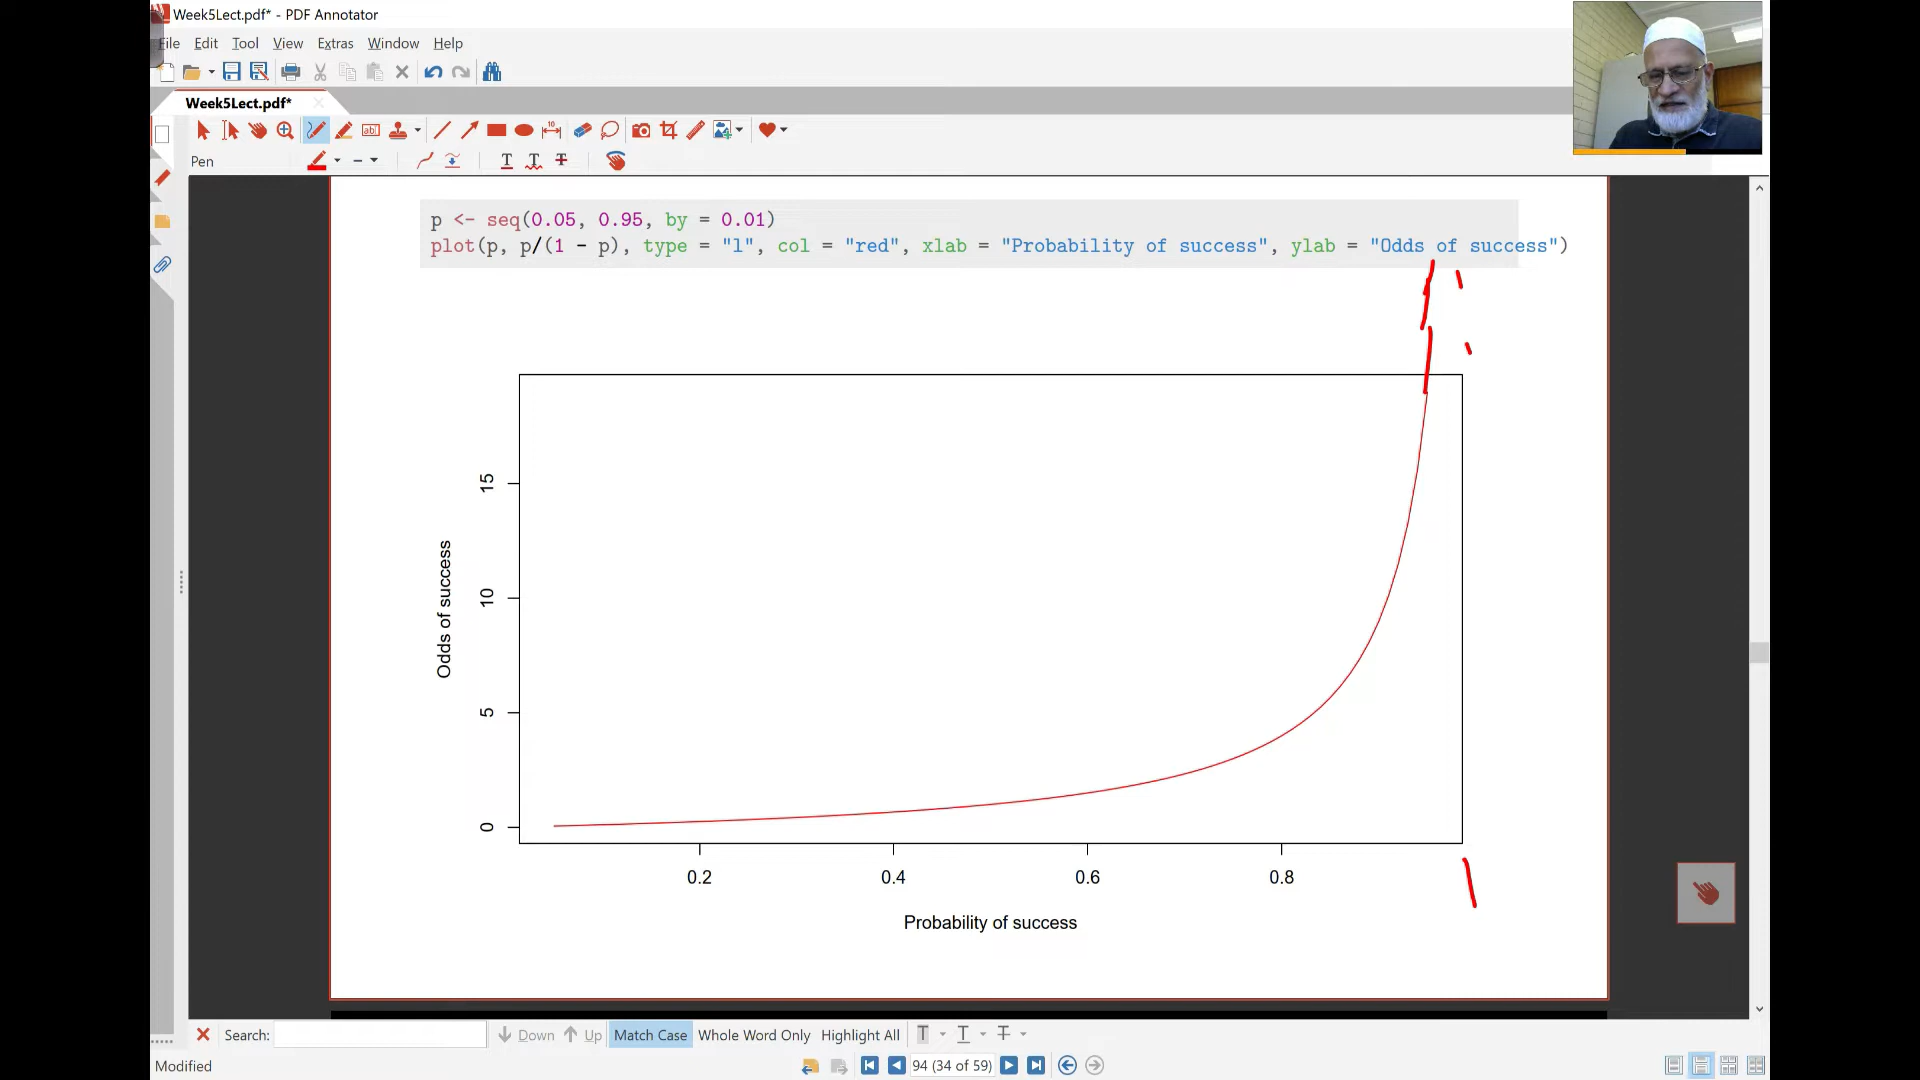 Week5Lect.pdf* - PDF Annotator
File Edit Tool View Extras Window Help
Week5Lect.pdf*
Pen
p <- seq(0.05, 0.95, by = 0.01)
plot(p, p/(1 - p), type = "l", col = "red", xlab = "Probability of success", ylab = "Odds of success")
15
10
5
0
Odds of success
0.2 0.4 0.6 0.8
Probability of success
Search: Down Up Match Case Whole Word Only Highlight All
Modified
94 (34 of 59)